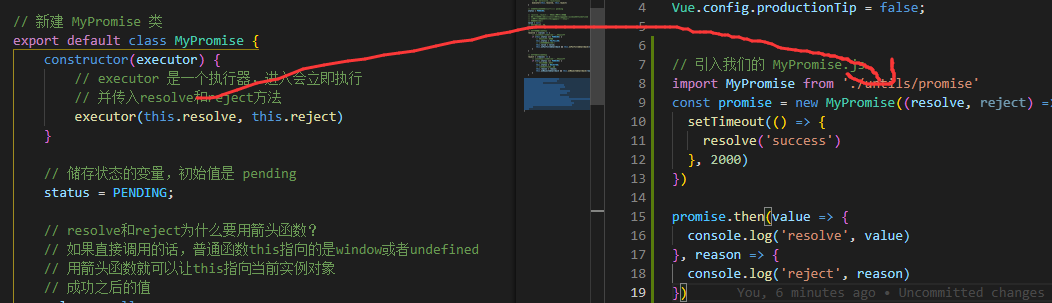 // 新建 MyPromise 类
export default class MyPromise {
constructor(executor) {
// executor 是一个执行器，进入会立即执行
// 并传入resolve和reject方法
executor(this.resolve, this.reject)
}
// 储存状态的变量，初始值是 pending
status = PENDING;
// resolve和reject为什么要用箭头函数?
// 如果直接调用的话，普通函数this指向的是window或者undefined
// 用箭头函数就可以让this指向当前实例对象
// 成功之后的值
4 Vue.config.productionTip = false;
5
6
7 // 引入我们的 MyPromise.js
8 import MyPromise from './untils/promise'
9 const promise = new MyPromise((resolve, reject) =>
10 setTimeout(() => {
11 resolve('success')
12 }, 2000)
13 })
14
15 promise.then(value => {
16 console.log('resolve', value)
17 }, reason => {
18 console.log('reject', reason)
19 }) You, 6 minutes ago • Uncommitted changes